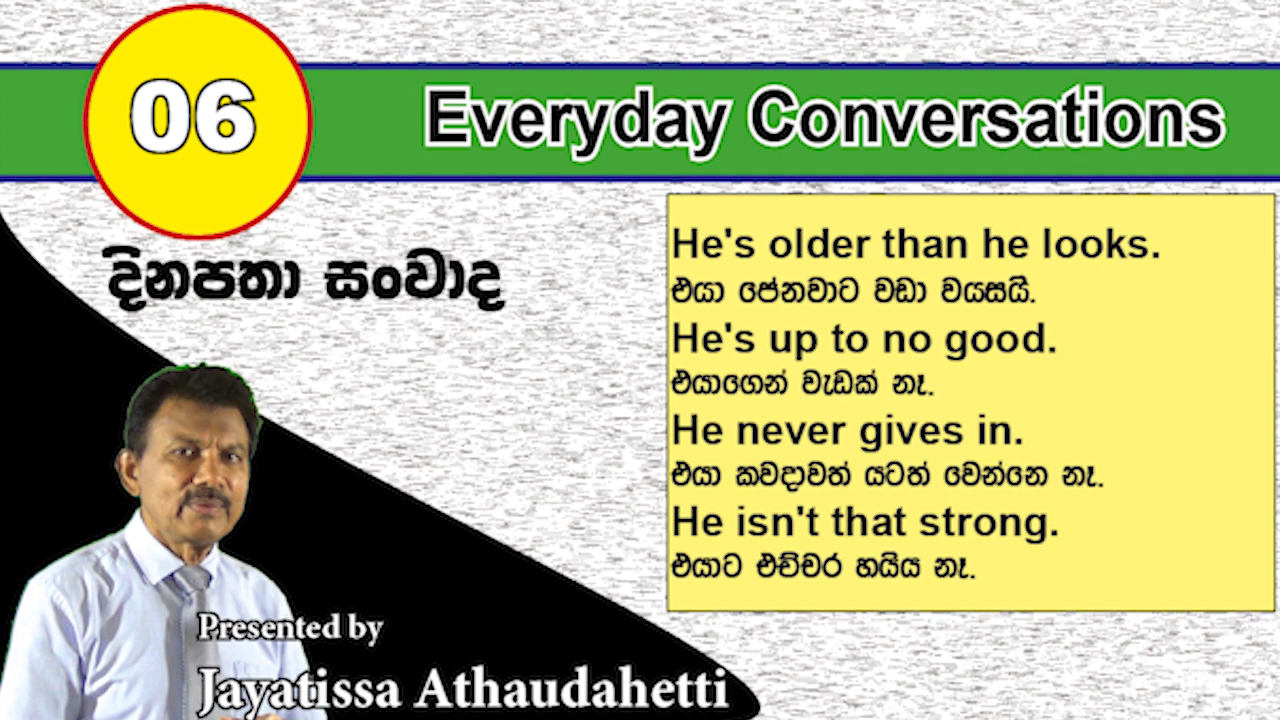 06
Everyday Conversations
දිනපතා සංවාද
He's older than he looks.
එයා පේනවාට වඩා වයසයි.
He's up to no good.
එයාගෙන් වැඩක් නෑ.
He never gives in.
එයා කවදාවත් යටත් වෙන්නෙ නෑ.
He isn't that strong.
එයාට එච්චර හයිය නෑ.
Presented by
Jayatissa Athaudahetti